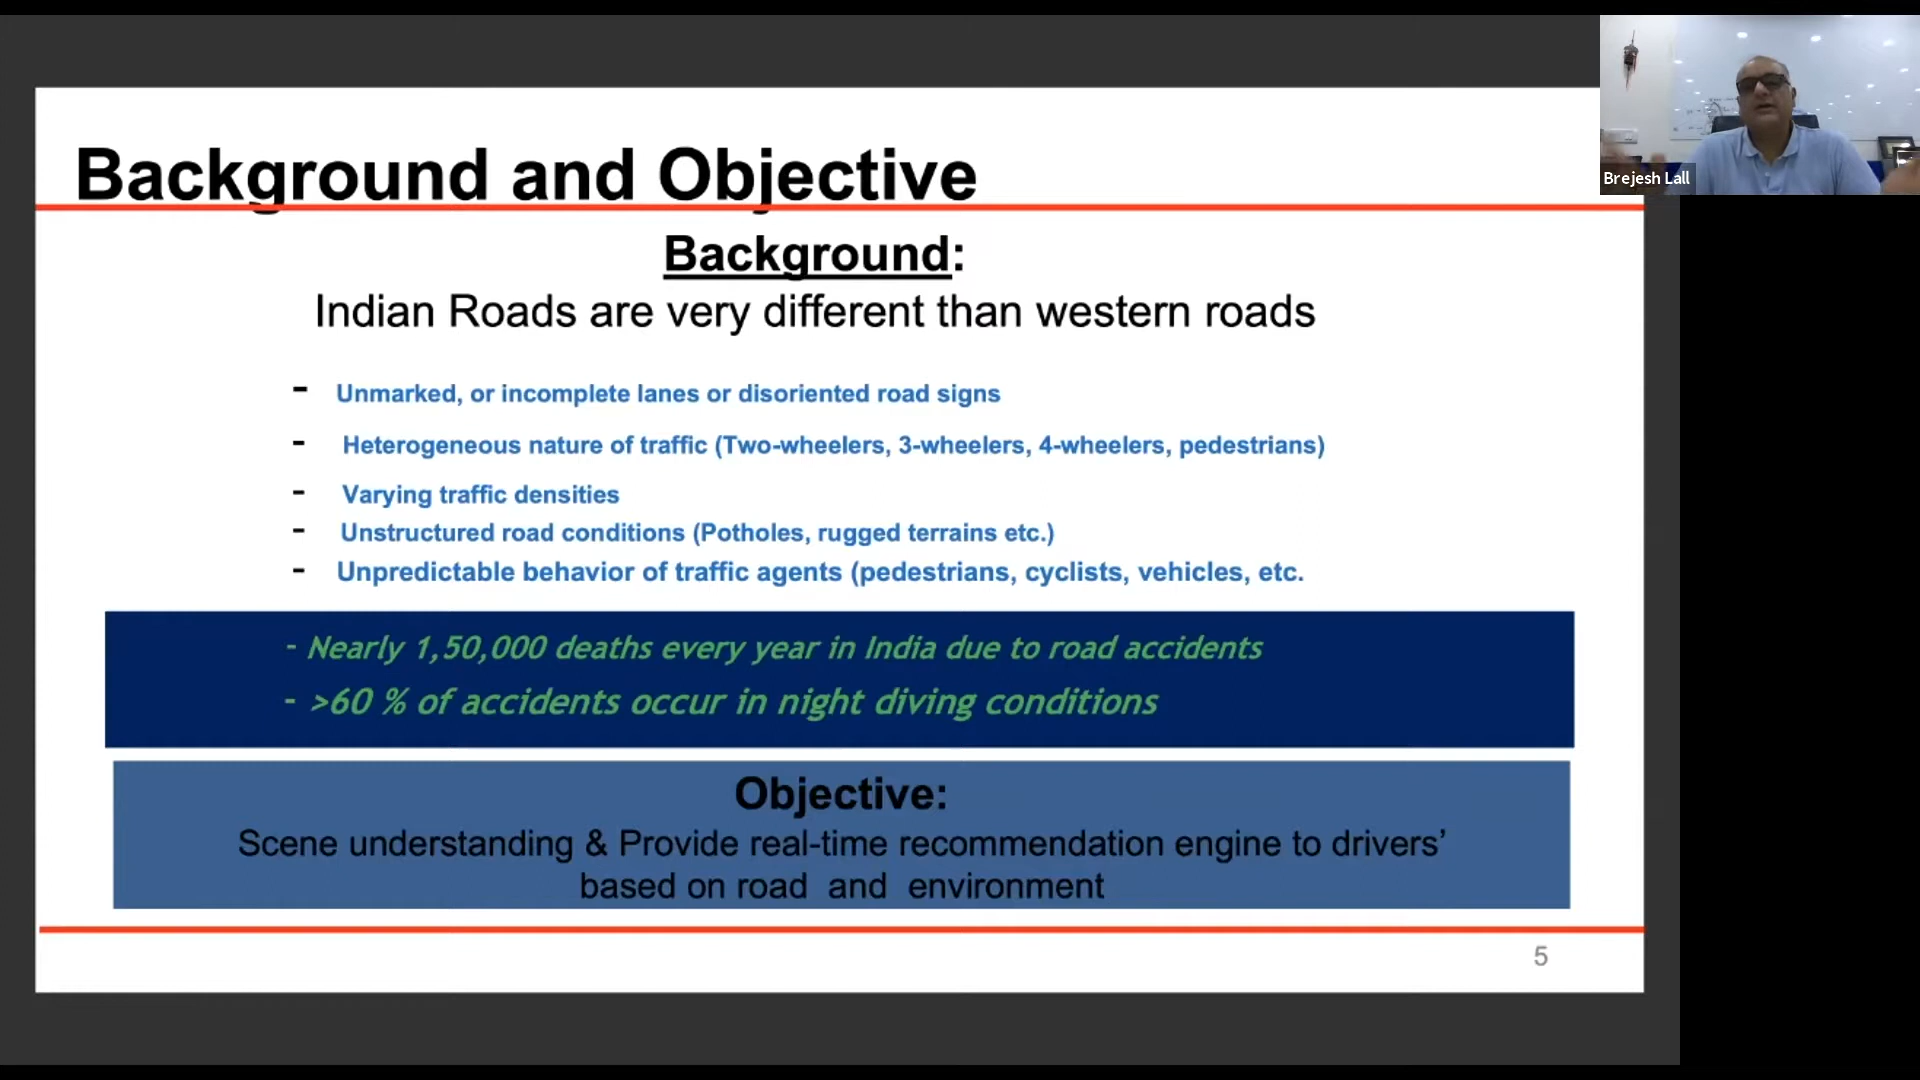 Background and Objective
Background:
Indian Roads are very different than western roads
- Unmarked, or incomplete lanes or disoriented road signs
- Heterogeneous nature of traffic (Two-wheelers, 3-wheelers, 4-wheelers, pedestrians)
- Varying traffic densities
- Unstructured road conditions (Potholes, rugged terrains etc.)
- Unpredictable behavior of traffic agents (pedestrians, cyclists, vehicles, etc.
- Nearly 1,50,000 deaths every year in India due to road accidents
- >60 % of accidents occur in night diving conditions
Objective:
Scene understanding & Provide real-time recommendation engine to drivers’
based on road and environment
5
Brejesh Lall